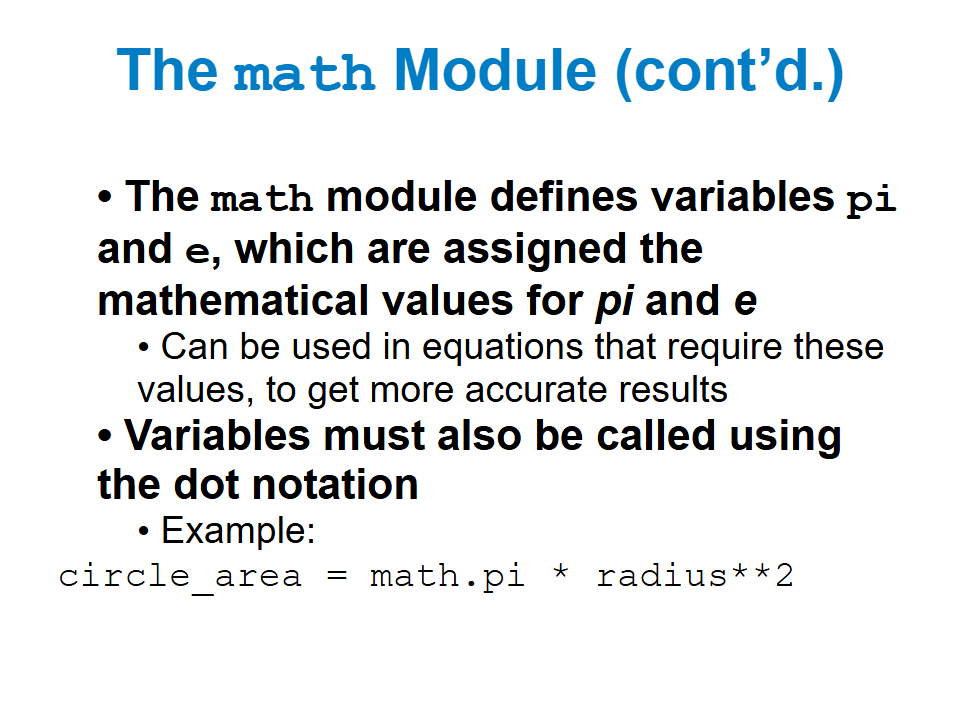 The math Module (cont’d.)
• The math module defines variables pi
and e, which are assigned the
mathematical values for pi and e
• Can be used in equations that require these
values, to get more accurate results
• Variables must also be called using
the dot notation
• Example:
circle_area = math.pi * radius**2